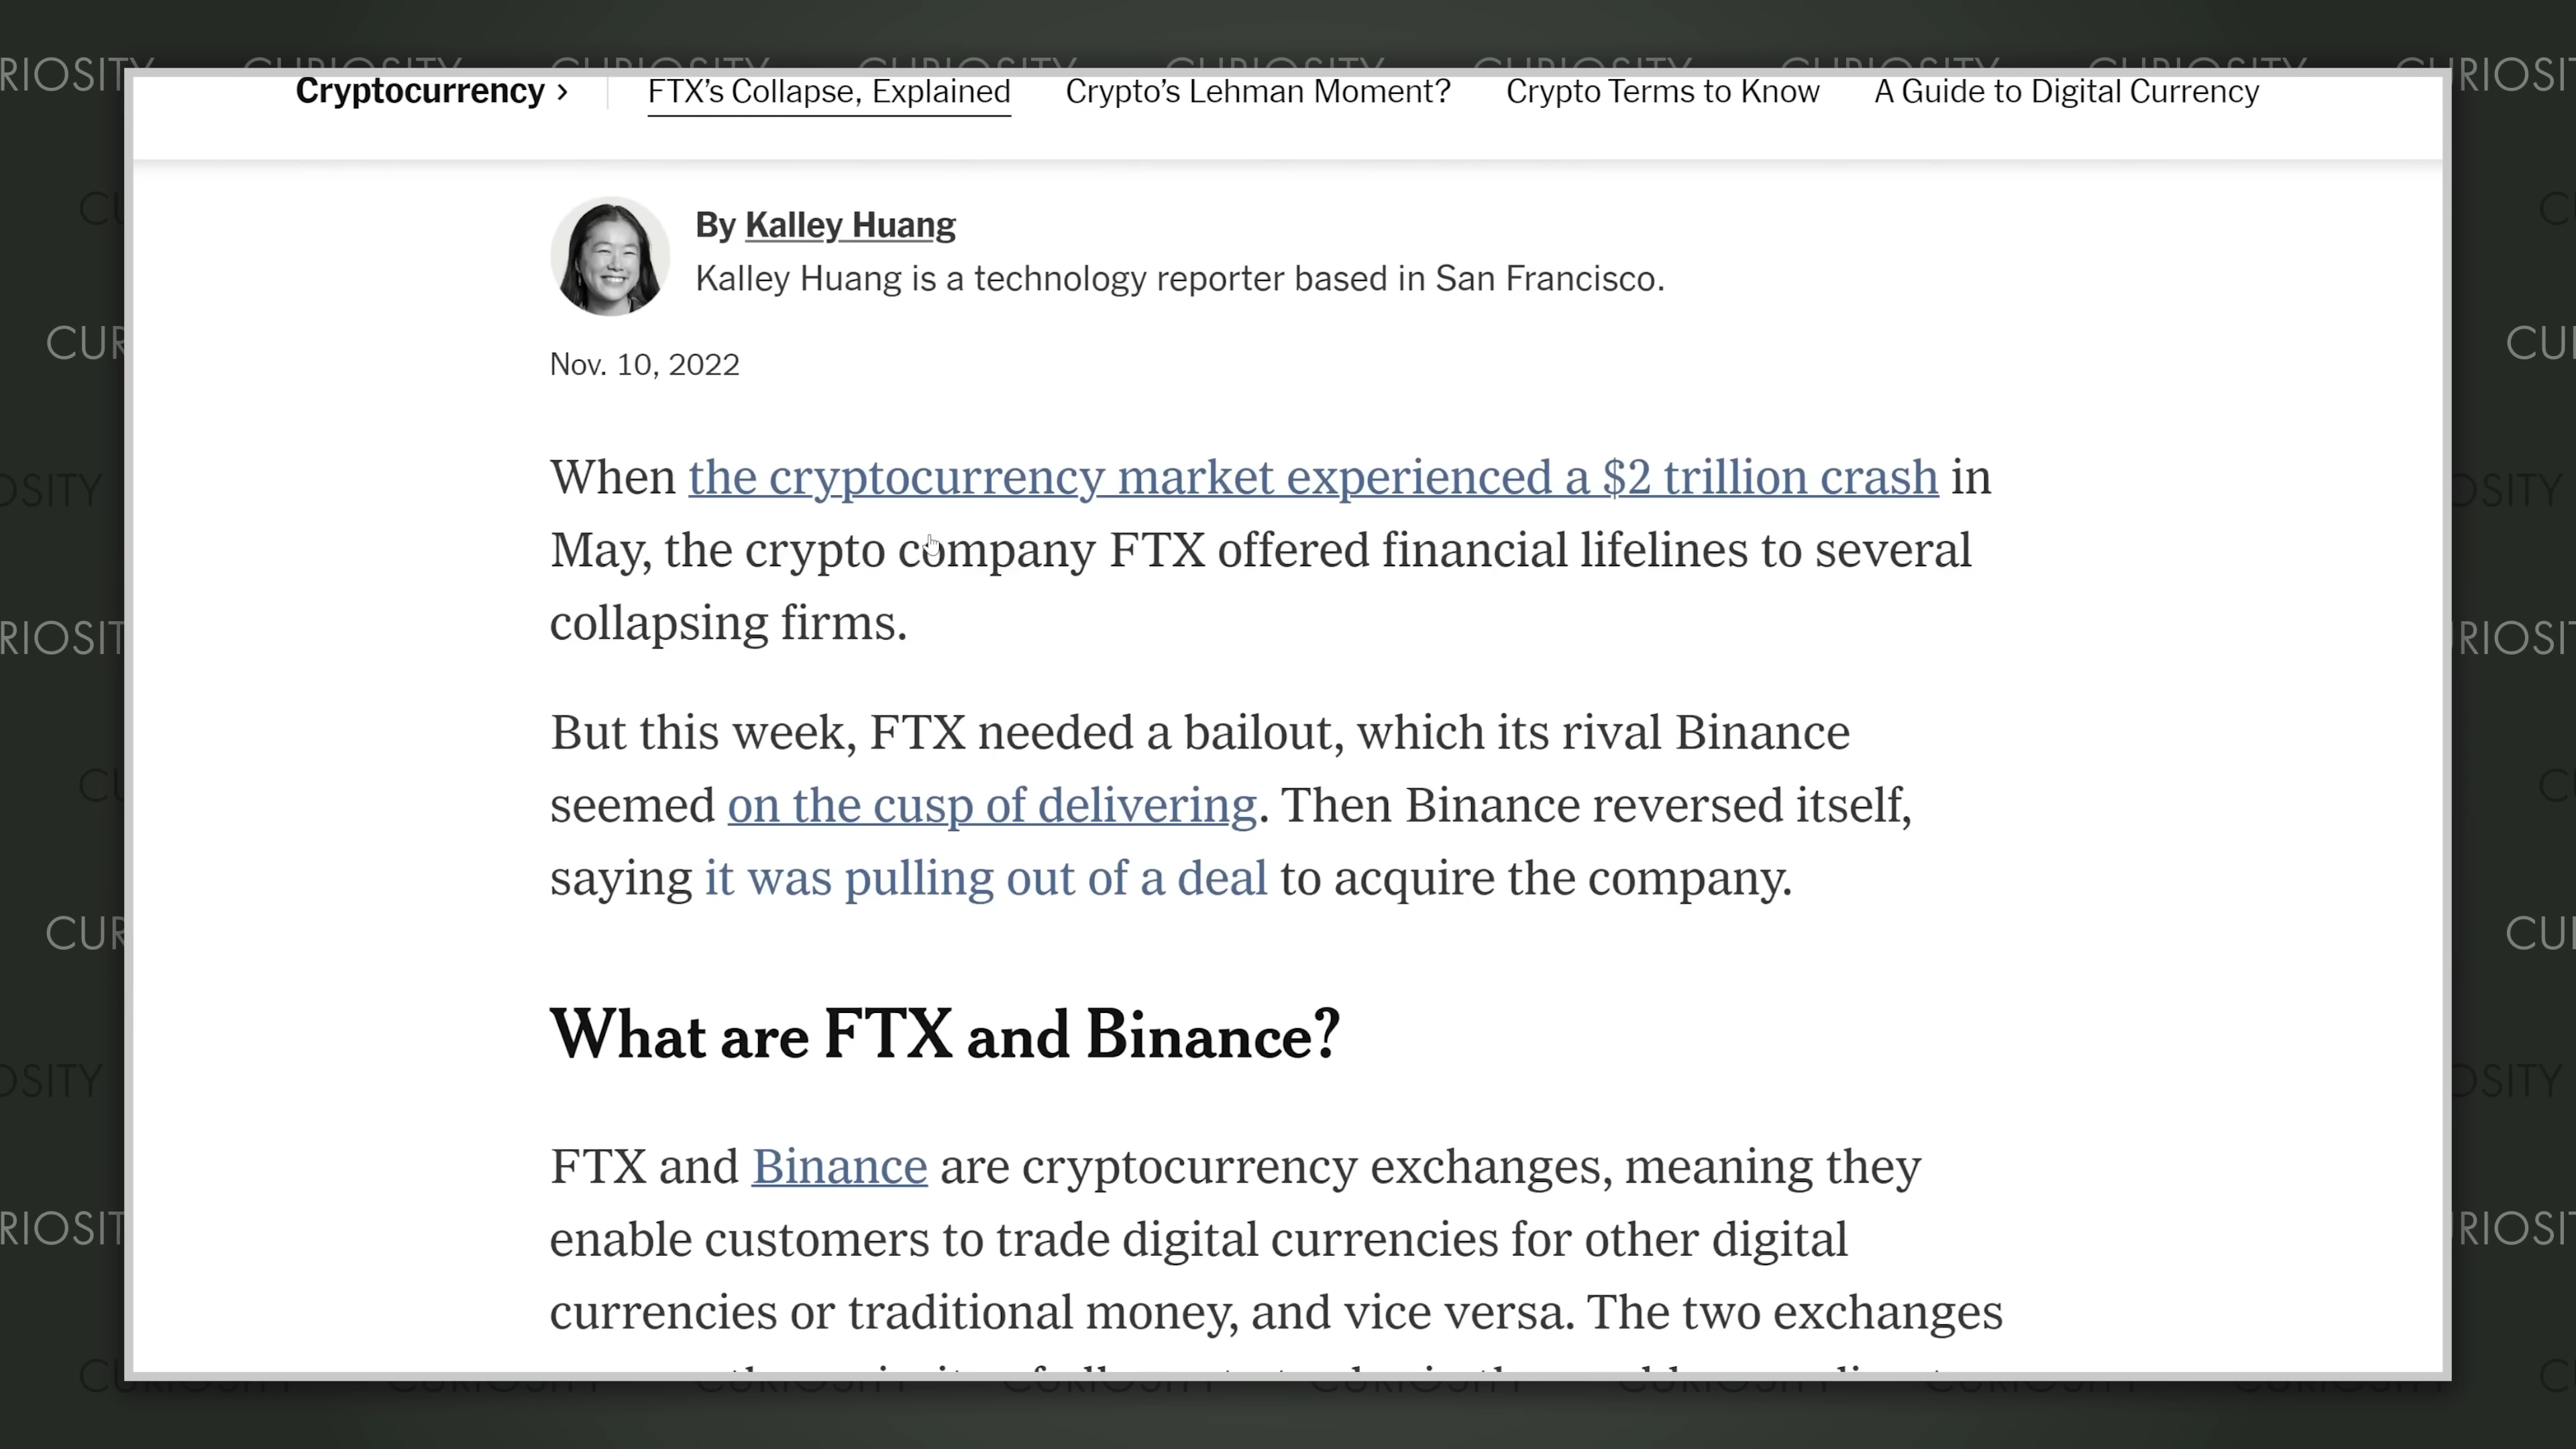 Cryptocurrency ›
FTX’s Collapse, Explained
Crypto’s Lehman Moment?
Crypto Terms to Know
A Guide to Digital Currency
By Kalley Huang
Kalley Huang is a technology reporter based in San Francisco.
Nov. 10, 2022
When the cryptocurrency market experienced a $2 trillion crash in
May, the crypto company FTX offered financial lifelines to several
collapsing firms.
But this week, FTX needed a bailout, which its rival Binance
seemed on the cusp of delivering. Then Binance reversed itself,
saying it was pulling out of a deal to acquire the company.
What are FTX and Binance?
FTX and Binance are cryptocurrency exchanges, meaning they
enable customers to trade digital currencies for other digital
currencies or traditional money, and vice versa. The two exchanges